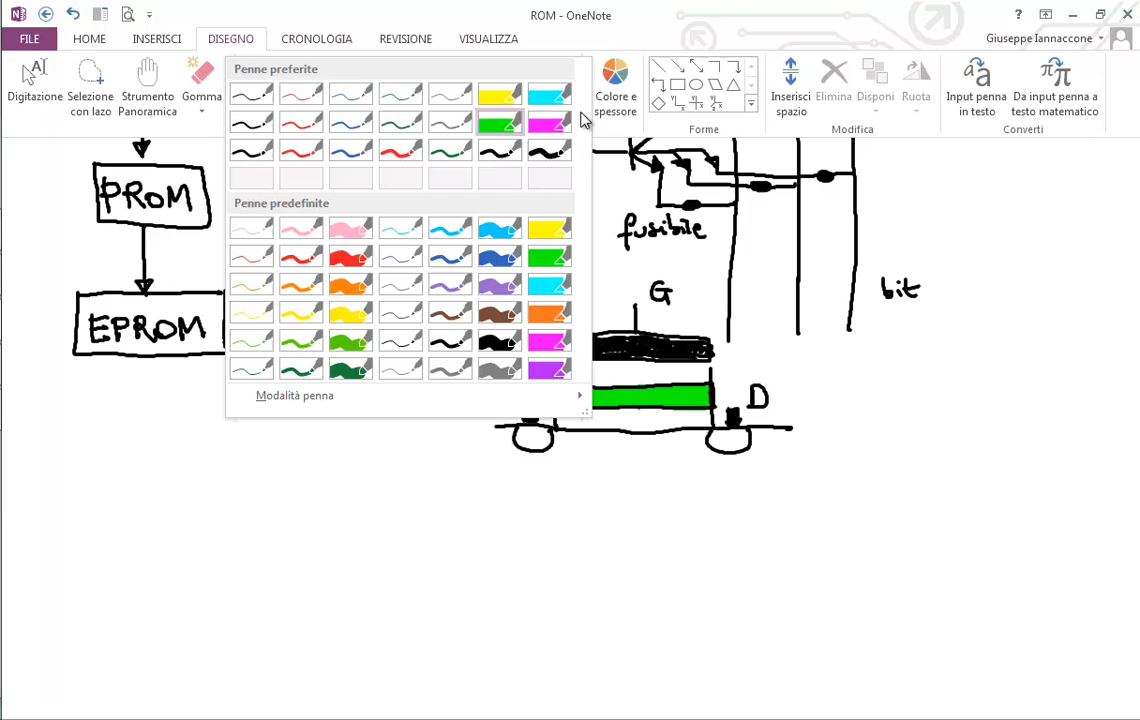 ROM - OneNote
?
FILE HOME INSERISCI DISEGNO CRONOLOGIA REVISIONE VISUALIZZA
Giuseppe Iannaccone
Digitazione
Selezione con lazo
Strumento Panoramica
Gomma
Penne preferite
Penne predefinite
Modalità penna
Colore e spessore
Forme
Inserisci spazio
Elimina
Disponi
Ruota
Modifica
Input penna in testo
Da input penna a testo matematico
Converti
PROM
EPROM
fusibile
G
bit
D